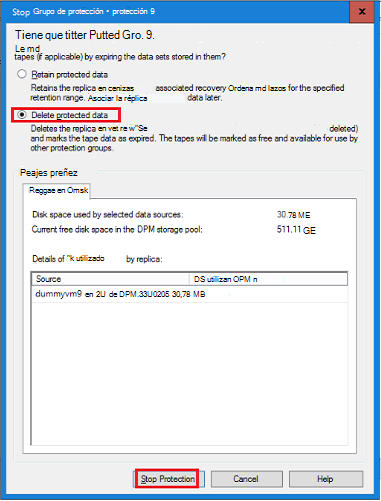 Stop Grupo de protección • protección 9
Tiene que titter Putted Gro. 9.
Le md
tapes (if applicable) by expiring the data sets stored in them?
Retain protected data
Retains the replica en cenizas associated recovery Ordena md lazos for the specified
retention range. Asociar la réplica data later.
Delete protected data
Deletes the replica en vet re w"Se deleted)
and marks the tape data as expired. The tapes will be marked as free and available for use by
other protection groups.
Peajes preñez
Reggae en Omsk
Disk space used by selected data sources: 30.78 ME
Current free disk space in the DPM storage pool: 511.11 GE
Details of "k utilizado by replica:
Source DS utilizan OPM n
dummyvm9 en 2U de DPM.33U0205 30,78 MB
Stop Protection Cancel Help